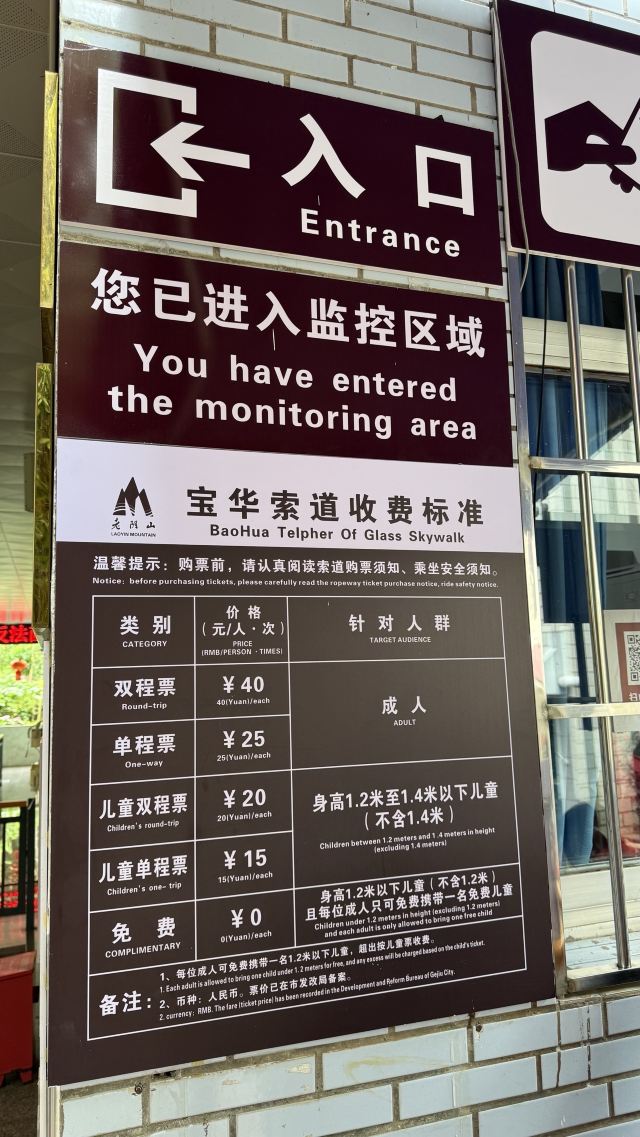 入口
Entrance
您已进入监控区域
You have entered
the monitoring area
老阴山
LAOYIN MOUNTAIN
宝华索道收费标准
BaoHua Telpher Of Glass Skywalk
温馨提示：购票前，请认真阅读索道购票须知、乘坐安全须知。
Notice: before purchasing tickets, please carefully read the ropeway ticket purchase notice, ride safety notice.
类别
CATEGORY
价格
（元/人·次）
PRICE
(RMB/PERSON ·TIMES)
针对人群
TARGET AUDIENCE
双程票
Round-trip
￥40
40(Yuan)/each
成人
ADULT
单程票
One-way
￥25
25(Yuan)/each
儿童双程票
Children's round-trip
￥20
20(Yuan)/each
身高1.2米至1.4米以下儿童
（不含1.4米）
Children between 1.2 meters and 1.4 meters in height
(excluding 1.4 meters)
儿童单程票
Children's one- trip
￥15
15(Yuan)/each
免费
COMPLIMENTARY
￥0
0(Yuan)/each
身高1.2米以下儿童（不含1.2米）
且每位成人只可免费携带一名免费儿童
Children under 1.2 meters in height (excluding 1.2 meters)
and each adult is only allowed to bring one free child
备注：
1、每位成人可免费携带一名1.2米以下儿童，超出按儿童票收费。
1. Each adult is allowed to bring one child under 1.2 meters for free, and any excess will be charged based on the child's ticket.
2、币种：人民币。票价已在市发改局备案。
2. currency: RMB. The fare (ticket price) has been recorded in the Development and Reform Bureau of Gejiu City.